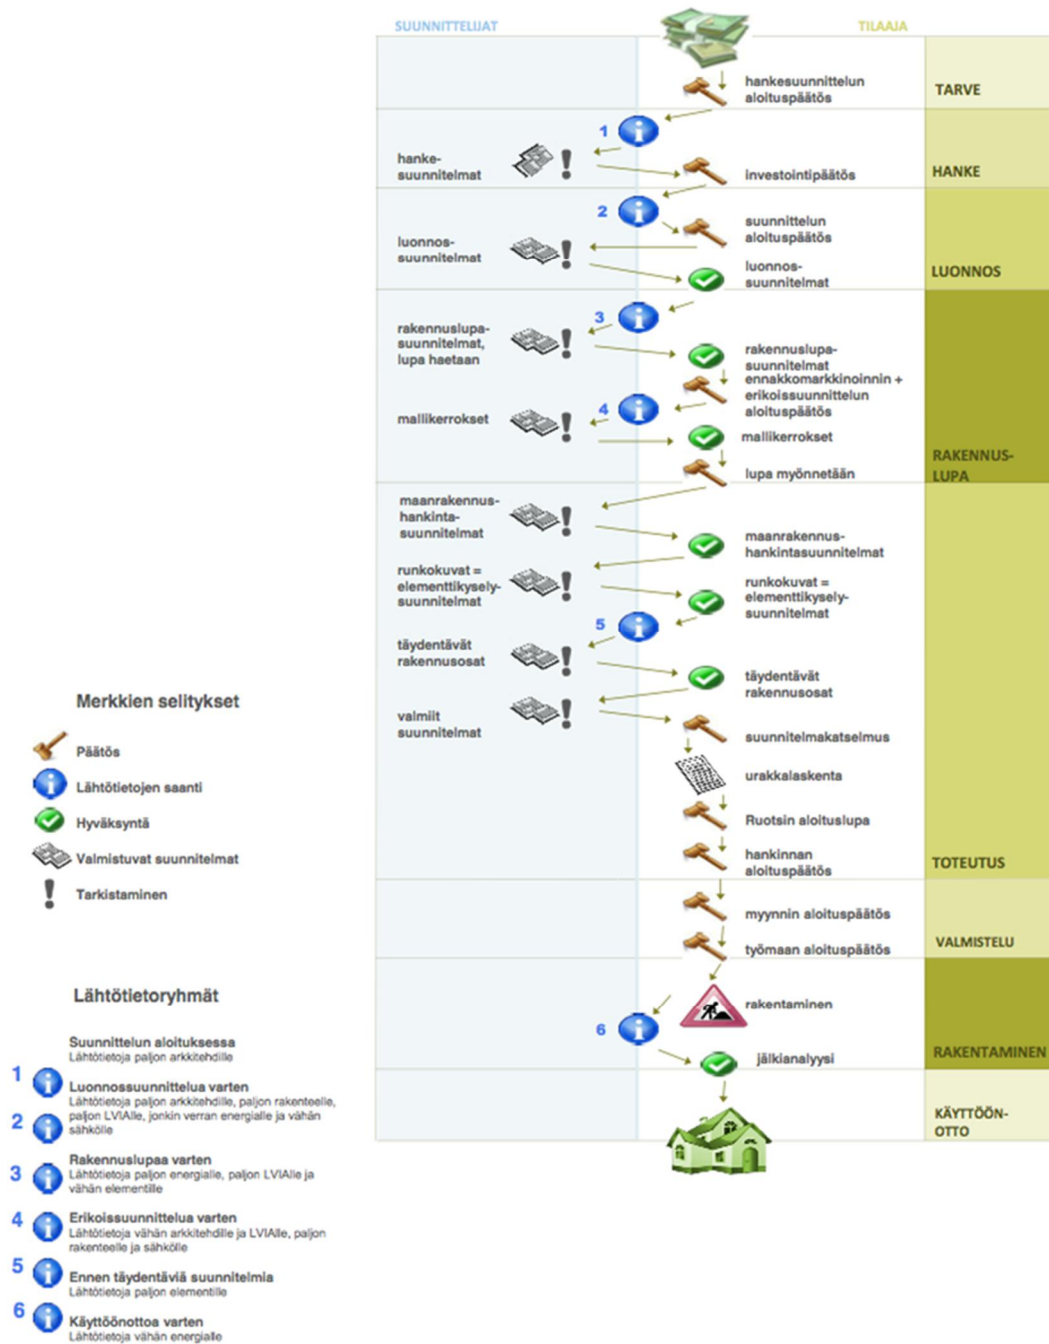 SUUNNITTELIJAT
TILAAJA
hankesuunnittelun
aloituspäätös
TARVE
1
hanke-
suunnitelmat
investointipäätös
HANKE
2
suunnittelun
aloituspäätös
luonnos-
suunnitelmat
luonnos-
suunnitelmat
LUONNOS
3
rakennuslupa-
suunnitelmat,
lupa haetaan
rakennuslupa-
suunnitelmat
ennakkomarkkinoinnin +
erikoissuunnittelun
aloituspäätös
4
mallikerrokset
mallikerrokset
lupa myönnetään
RAKENNUS-
LUPA
maanrakennus-
hankinta-
suunnitelmat
maanrakennus-
hankintasuunnitelmat
runkokuvat =
elementtikysely-
suunnitelmat
runkokuvat =
elementtikysely-
suunnitelmat
5
täydentävät
rakennusosat
täydentävät
rakennusosat
valmiit
suunnitelmat
suunnitelmakatselmus
urakkalaskenta
Ruotsin aloituslupa
hankinnan
aloituspäätös
TOTEUTUS
myynnin aloituspäätös
työmaan aloituspäätös
VALMISTELU
rakentaminen
6
jälkianalyysi
RAKENTAMINEN
KÄYTTÖÖN-
OTTO
Merkkien selitykset
Päätös
Lähtötietojen saanti
Hyväksyntä
Valmistuvat suunnitelmat
Tarkistaminen
Lähtötietoryhmät
Suunnittelun aloituksessa
Lähtötietoja paljon arkkitehdille
1
Luonnossuunnittelua varten
Lähtötietoja paljon arkkitehdille, paljon rakenteelle,
paljon LVIAlle, jonkin verran energialle ja vähän
sähkölle
2
Rakennuslupaa varten
Lähtötietoja paljon energialle, paljon LVIAlle ja
vähän elementille
3
Erikoissuunnittelua varten
Lähtötietoja vähän arkkitehdille ja LVIAlle, paljon
rakenteelle ja sähkölle
4
Ennen täydentäviä suunnitelmia
Lähtötietoja paljon elementille
5
Käyttöönottoa varten
Lähtötietoja vähän energialle
6